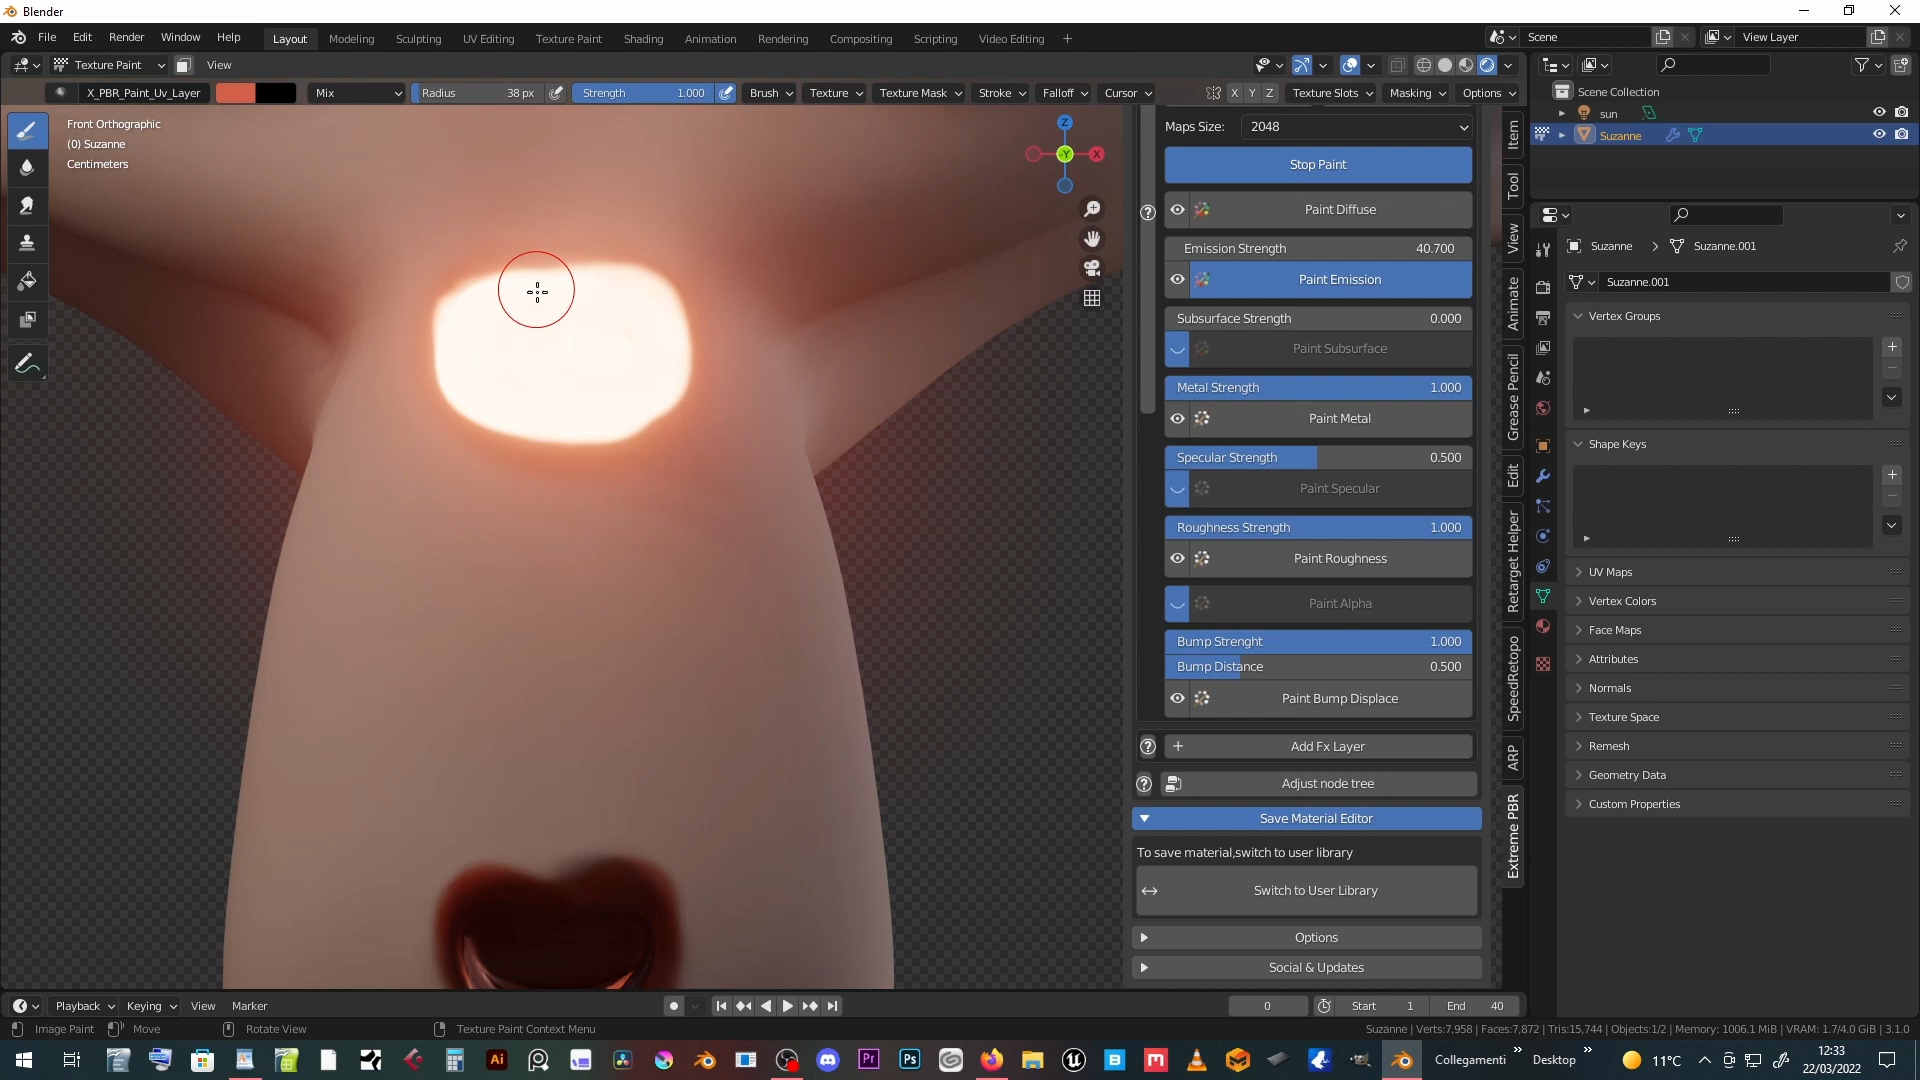 Blender
File Edit Render Window Help Layout Modeling Sculpting UV Editing Texture Paint Shading Animation Rendering Compositing Scripting Video Editing + Scene View Layer
Texture Paint View
X_PBR_Paint_Uv_Layer Mix Radius 38 px Strength 1.000 Brush Texture Texture Mask Stroke Falloff Cursor X Y Z Texture Slots Masking Options
Front Orthographic
(0) Suzanne
Centimeters
Z
-Y X
Maps Size: 2048
Stop Paint
Paint Diffuse
Emission Strength 40.700
Paint Emission
Subsurface Strength 0.000
Paint Subsurface
Metal Strength 1.000
Paint Metal
Specular Strength 0.500
Paint Specular
Roughness Strength 1.000
Paint Roughness
Paint Alpha
Bump Strenght 1.000
Bump Distance 0.500
Paint Bump Displace
Add Fx Layer
Adjust node tree
Save Material Editor
To save material,switch to user library
Switch to User Library
Options
Social & Updates
Item
Tool
View
Animate
Grease Pencil
Edit
Retarget Helper
SpeedRetopo
ARP
Extreme PBR
Scene Collection
sun
Suzanne
Suzanne Suzanne.001
Suzanne.001
Vertex Groups
Shape Keys
UV Maps
Vertex Colors
Face Maps
Attributes
Normals
Texture Space
Remesh
Geometry Data
Custom Properties
Playback Keying View Marker 0 Start 1 End 40
Image Paint Move Rotate View Texture Paint Context Menu Suzanne | Verts:7,958 | Faces:7,872 | Tris:15,744 | Objects:1/2 | Memory: 1006.1 MiB | VRAM: 1.7/4.0 GiB | 3.1.0
Ai Pr Ps B M Collegamenti Desktop 11°C 12:33
22/03/2022